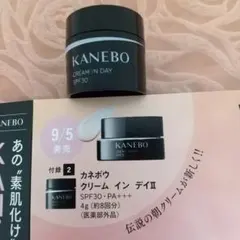 KANEBO
CREAM IN DAY
SPF30
KANEBO
9/5
発売
KANEBO
付録 2
カネボウ
クリーム イン デイⅡ
SPF30・PA+++
4g (約8回分)
〈医薬部外品〉
伝説の朝クリームが新しく!!
あの“素肌化け